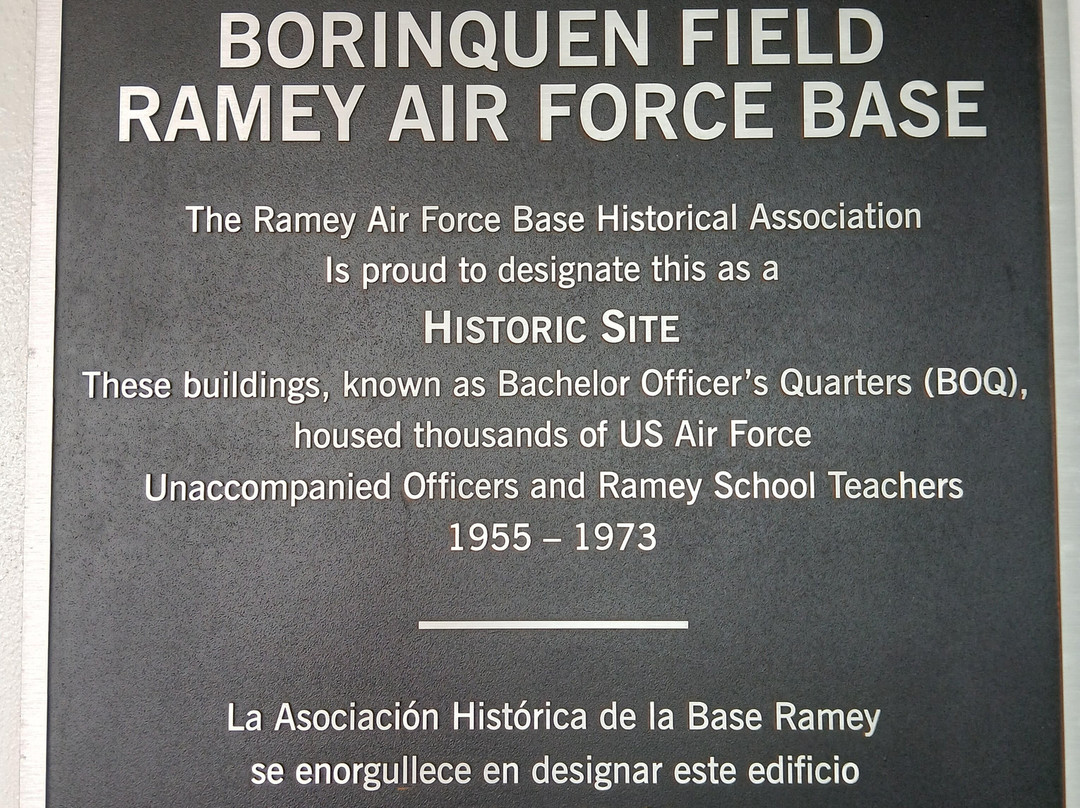 BORINQUEN FIELD
RAMEY AIR FORCE BASE
The Ramey Air Force Base Historical Association
Is proud to designate this as a
HISTORIC SITE
These buildings, known as Bachelor Officer’s Quarters (BOQ),
housed thousands of US Air Force
Unaccompanied Officers and Ramey School Teachers
1955 – 1973
La Asociación Histórica de la Base Ramey
se enorgullece en designar este edificio